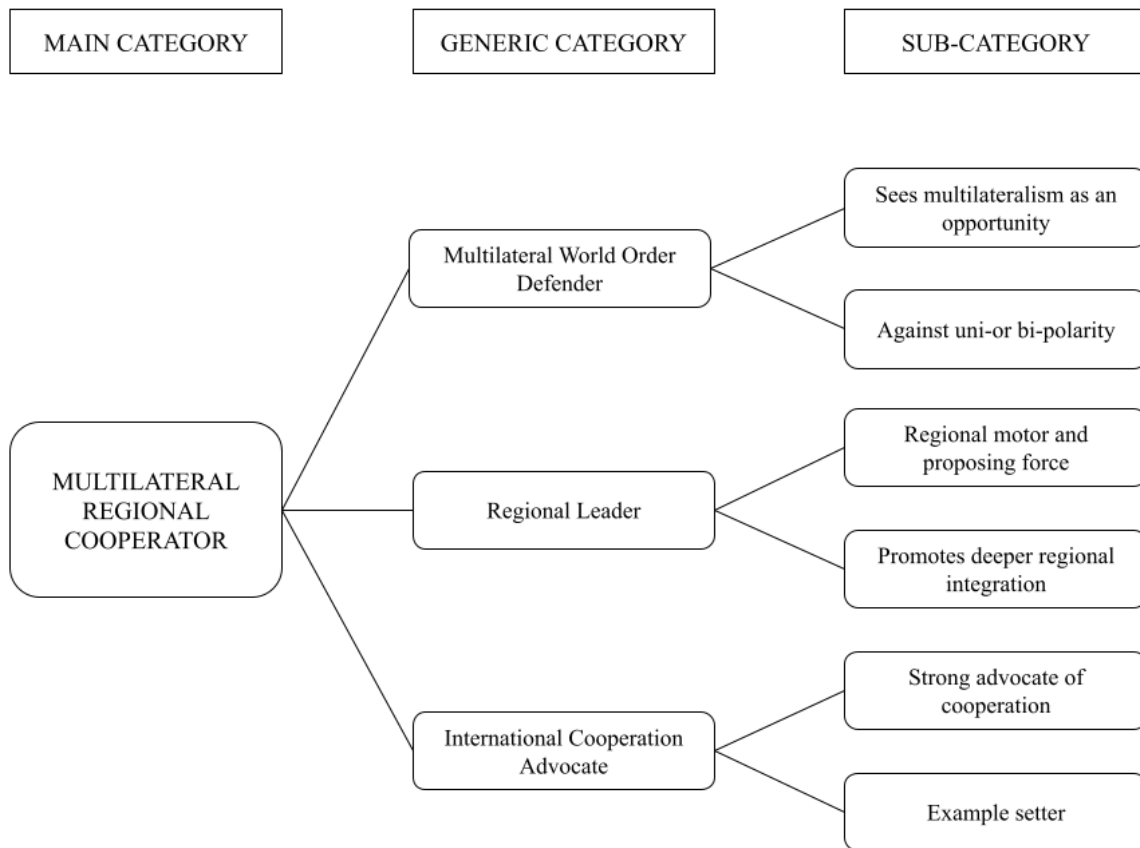 MAIN CATEGORY
GENERIC CATEGORY
SUB-CATEGORY
Sees multilateralism as an
opportunity
Multilateral World Order
Defender
Against uni-or bi-polarity
MULTILATERAL
REGIONAL
COOPERATOR
Regional motor and
proposing force
Regional Leader
Promotes deeper regional
integration
Strong advocate of
cooperation
International Cooperation
Advocate
Example setter